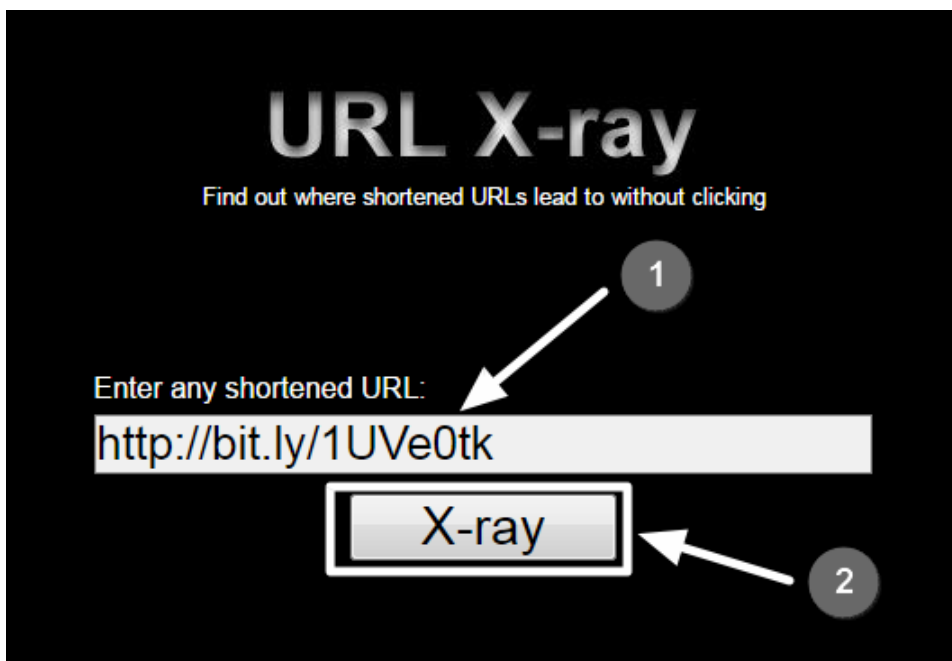 URL X-ray
Find out where shortened URLs lead to without clicking
1
Enter any shortened URL:
http://bit.ly/1UVe0tk
X-ray
2